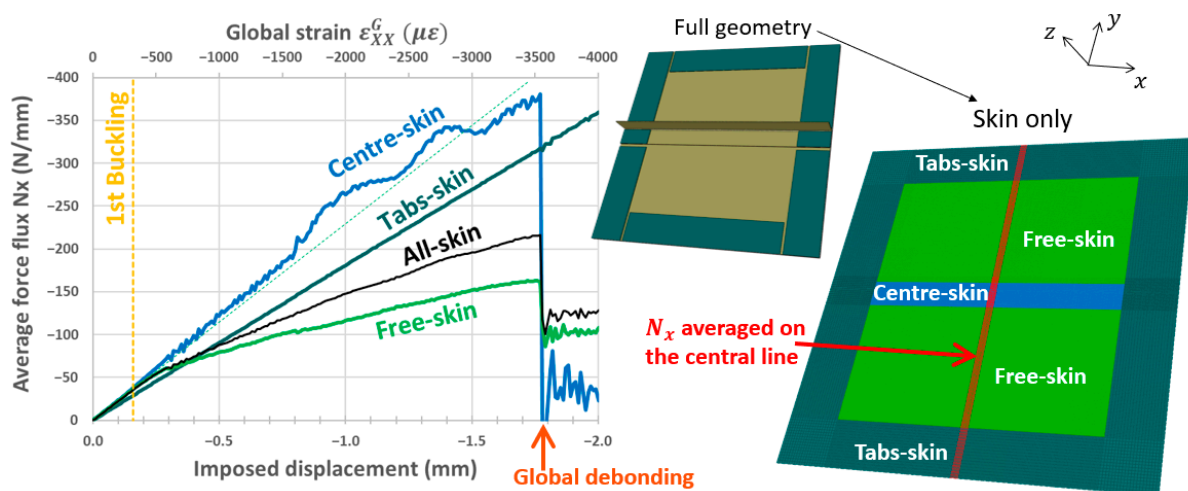 Global strain ε^G_XX (με)
0 −500 −1000 −1500 −2000 −2500 −3000 −3500 −4000
Average force flux Nx (N/mm)
−400
−350
−300
−250
−200
−150
−100
−50
0
1st Buckling
Centre-skin
Tabs-skin
All-skin
Free-skin
0.0 −0.5 −1.0 −1.5 −2.0
Imposed displacement (mm)
Global debonding
Full geometry
z y x
Skin only
Tabs-skin
Free-skin
Centre-skin
N_x averaged on
the central line
Free-skin
Tabs-skin